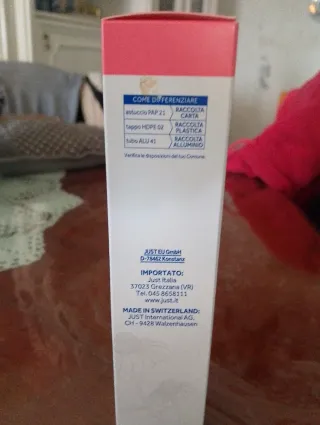 COME DIFFERENZIARE
astuccio PAP 21 RACCOLTA CARTA
tappo HDPE 02 RACCOLTA PLASTICA
tubo ALU 41 RACCOLTA ALLUMINIO
Verifica le disposizioni del tuo Comune.
JUST EU GmbH
D-78462 Konstanz
IMPORTATO:
Just Italia
37023 Grezzana (VR)
Tel. 045 8658111
www.just.it
MADE IN SWITZERLAND:
JUST International AG.
CH - 9428 Walzenhausen